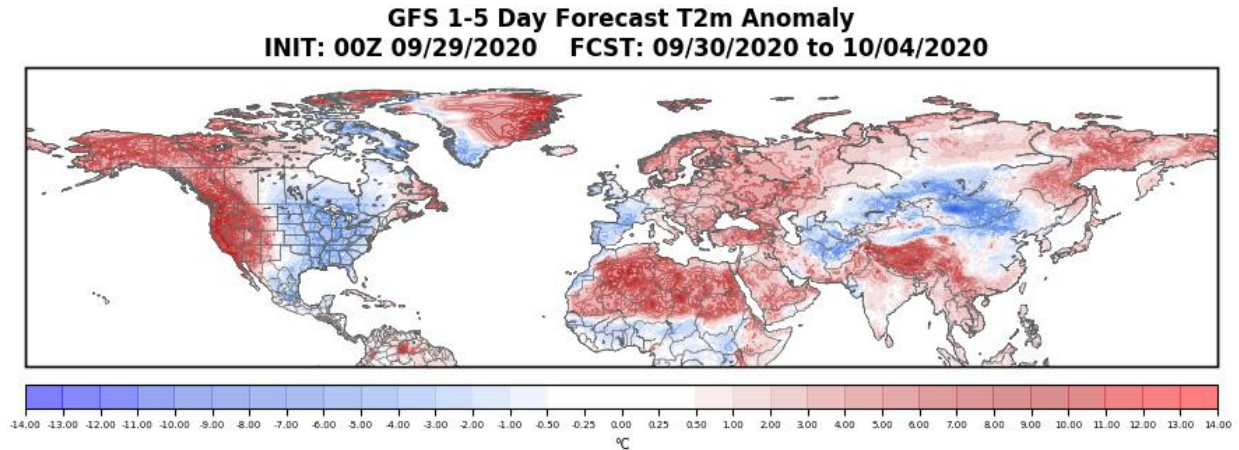 GFS 1-5 Day Forecast T2m Anomaly
INIT: 00Z 09/29/2020 FCST: 09/30/2020 to 10/04/2020
-14.00 -13.00 -12.00 -11.00 -10.00 -9.00 -8.00 -7.00 -6.00 -5.00 -4.00 -3.00 -2.00 -1.00 -0.50 -0.25 0.00 0.25 0.50 1.00 2.00 3.00 4.00 5.00 6.00 7.00 8.00 9.00 10.00 11.00 12.00 13.00 14.00
°C